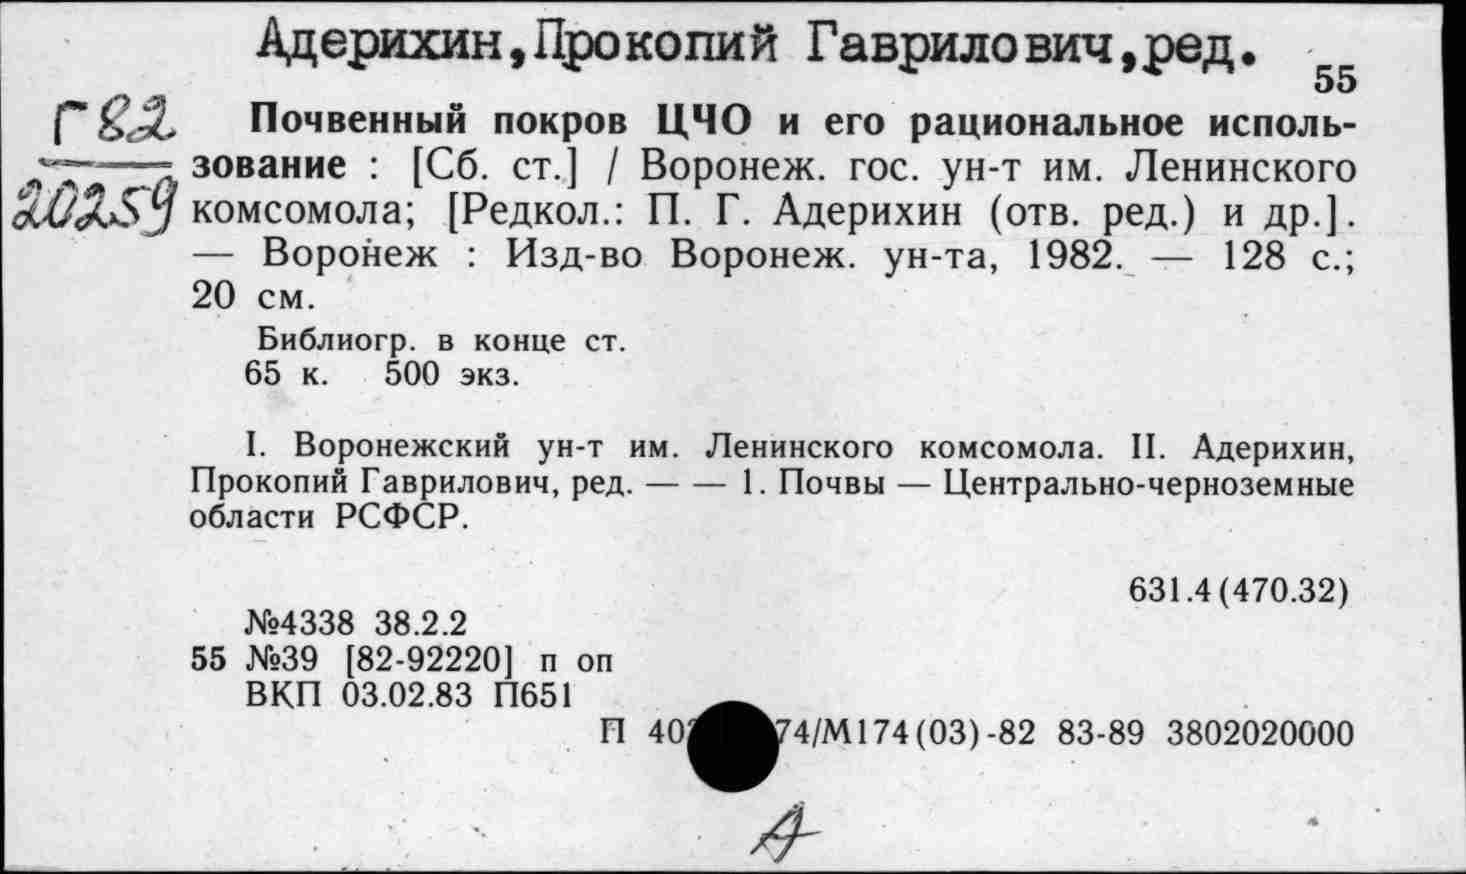 Адерихин,Прокопий Гаврилович,ред.
55
Г 82
20259
Почвенный покров ЦЧО и его рациональное исполь-
зование : [Сб. ст.] / Воронеж. гос. ун-т им. Ленинского
комсомола; [Редкол.: П. Г. Адерихин (отв. ред.) и др.].
— Воронеж : Изд-во Воронеж. ун-та, 1982. — 128 с.;
20 см.
Библиогр. в конце ст.
65 к. 500 экз.
I. Воронежский ун-т им. Ленинского комсомола. II. Адерихин,
Прокопий Гаврилович, ред. — — 1. Почвы — Центрально-черноземные
области РСФСР.
631.4(470.32)
№4338 38.2.2
55 №39 [82-92220] п оп
ВКП 03.02.83 П651
П 40 74/М174(03)-82 83-89 3802020000
А